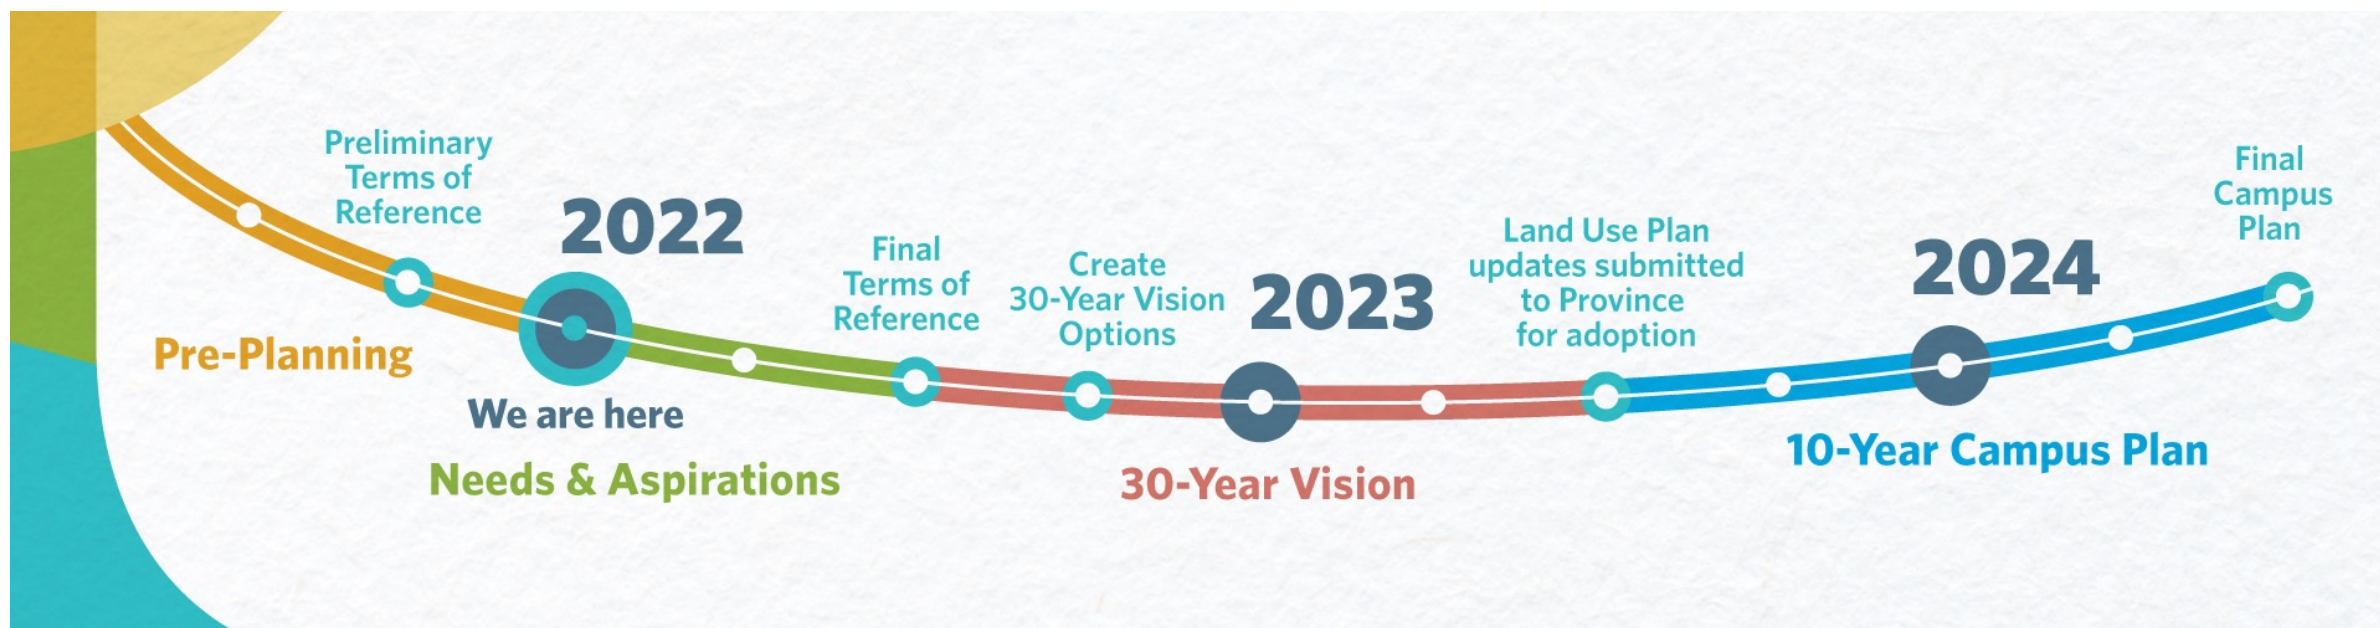 Preliminary
Terms of
Reference
2022
Pre-Planning
We are here
Needs & Aspirations
Final
Terms of
Reference
Create
30-Year Vision
Options
2023
30-Year Vision
Land Use Plan
updates submitted
to Province
for adoption
2024
10-Year Campus Plan
Final
Campus
Plan